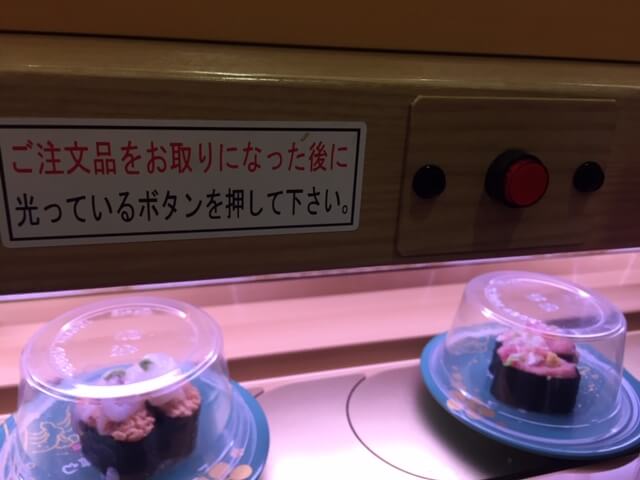 ご注文品をお取りになった後に
光っているボタンを押して下さい。